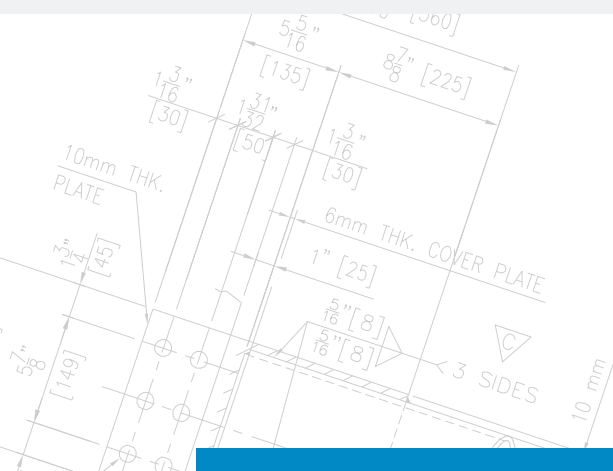 [360]
5 5/16" [135]
8 7/8" [225]
1 3/16" [30]
1 31/32" [50]
1 3/16" [30]
10mm THK.
PLATE
6mm THK. COVER PLATE
1 3/4" [45]
1" [25]
5/16" [8]
5/16" [8]
C
3 SIDES
5 7/8" [149]
10 mm